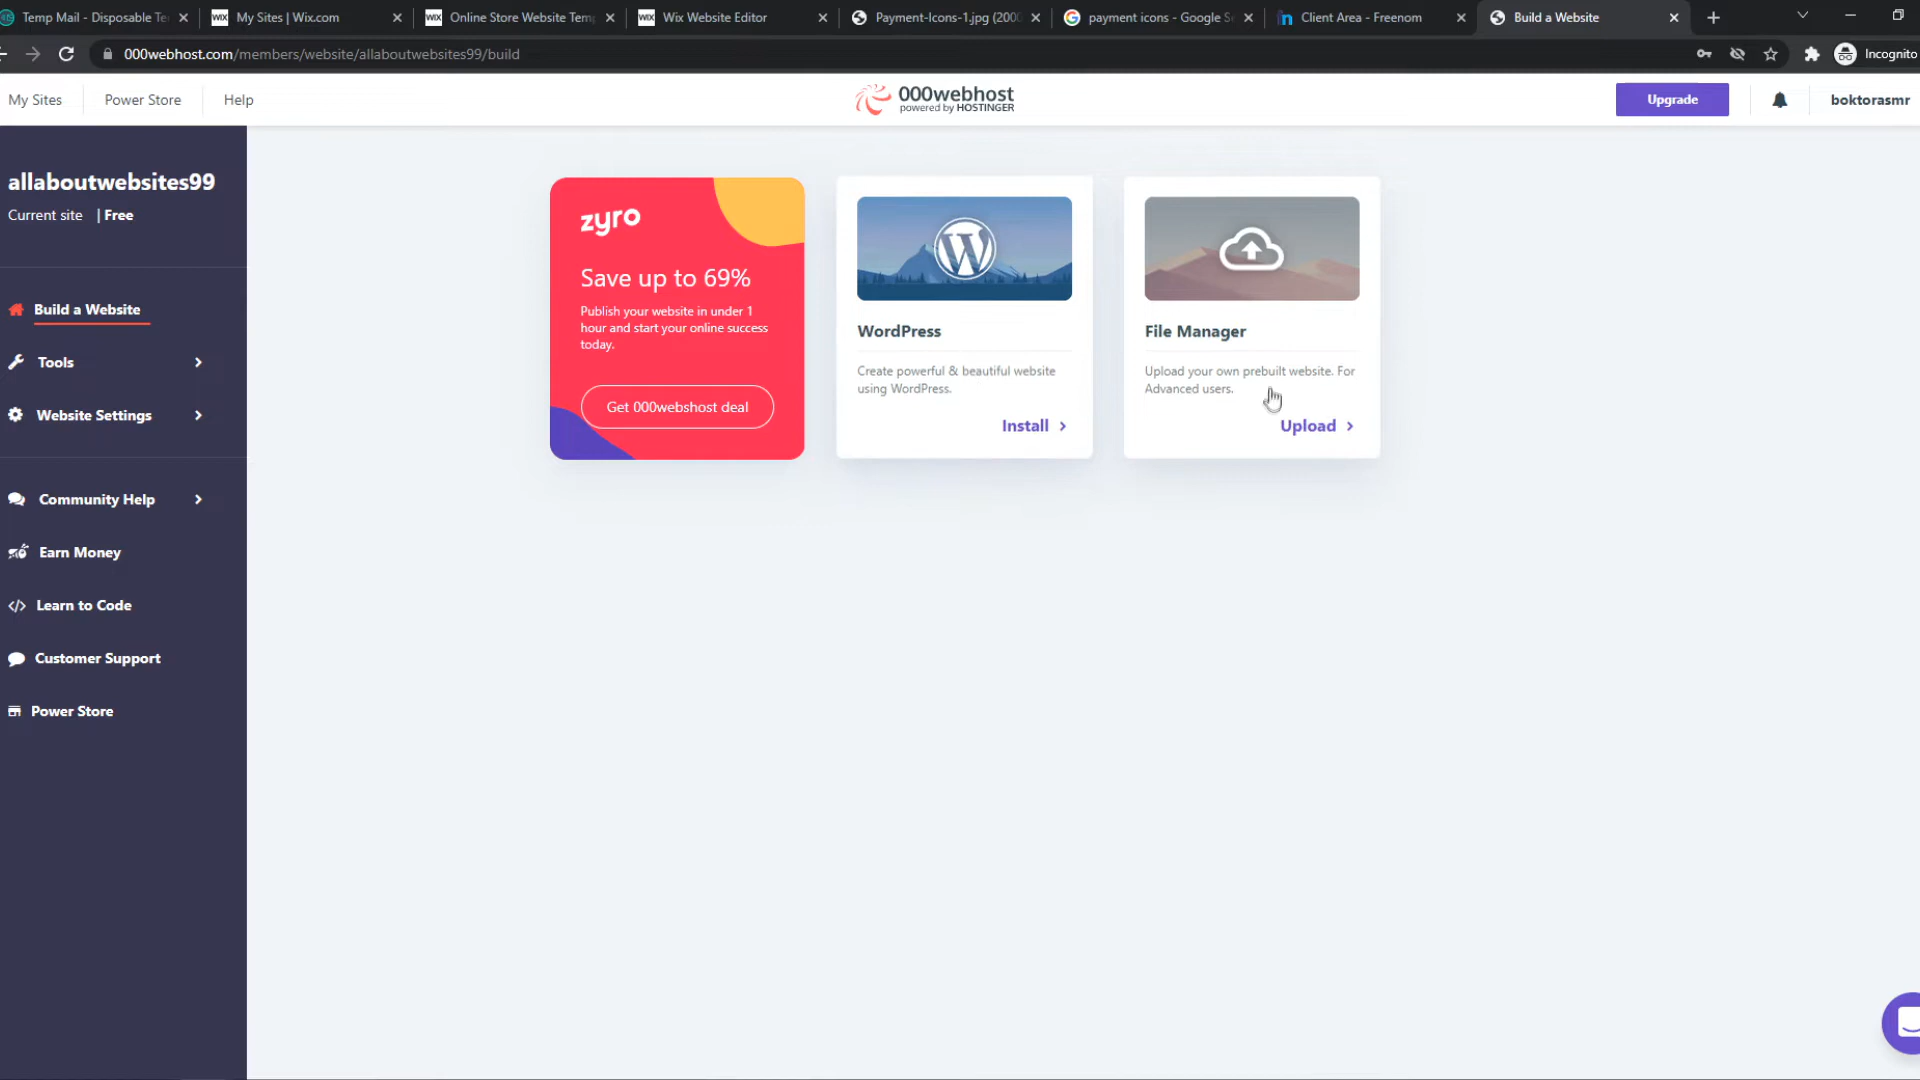 Temp Mail - Disposable Te
WIX My Sites | Wix.com
WIX Online Store Website Tem
WIX Wix Website Editor
Payment-Icons-1.jpg (200
payment icons - Google S
Client Area - Freenom
Build a Website
000webhost.com/members/website/allaboutwebsites99/build
Incognito
My Sites
Power Store
Help
000webhost
powered by HOSTINGER
Upgrade
boktorasmr
allaboutwebsites99
Current site | Free
Build a Website
Tools
Website Settings
Community Help
Earn Money
Learn to Code
Customer Support
Power Store
zyro
Save up to 69%
Publish your website in under 1
hour and start your online success
today.
Get 000webshost deal
WordPress
Create powerful & beautiful website
using WordPress.
Install
File Manager
Upload your own prebuilt website. For
Advanced users.
Upload